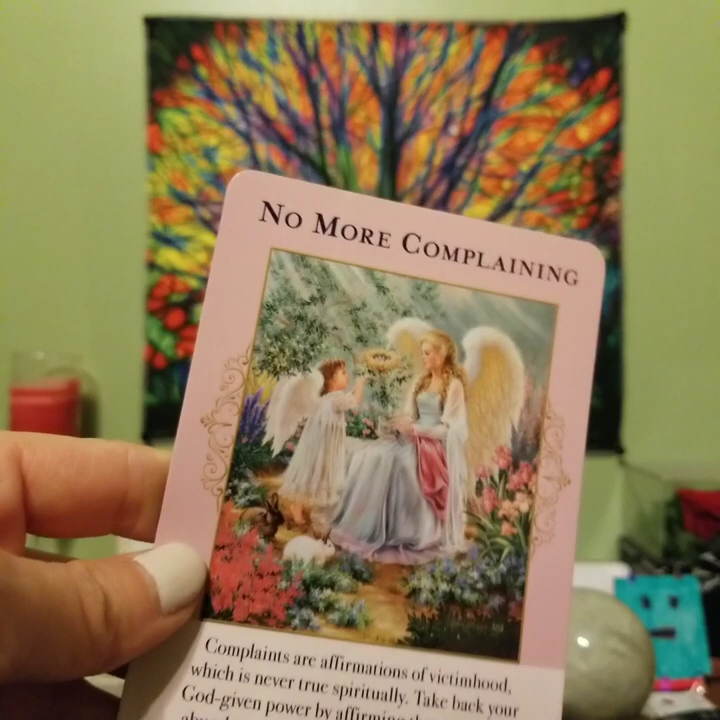 NO MORE COMPLAINING
Complaints are affirmations of victimhood,
which is never true spiritually. Take back your
God-given power by affirming